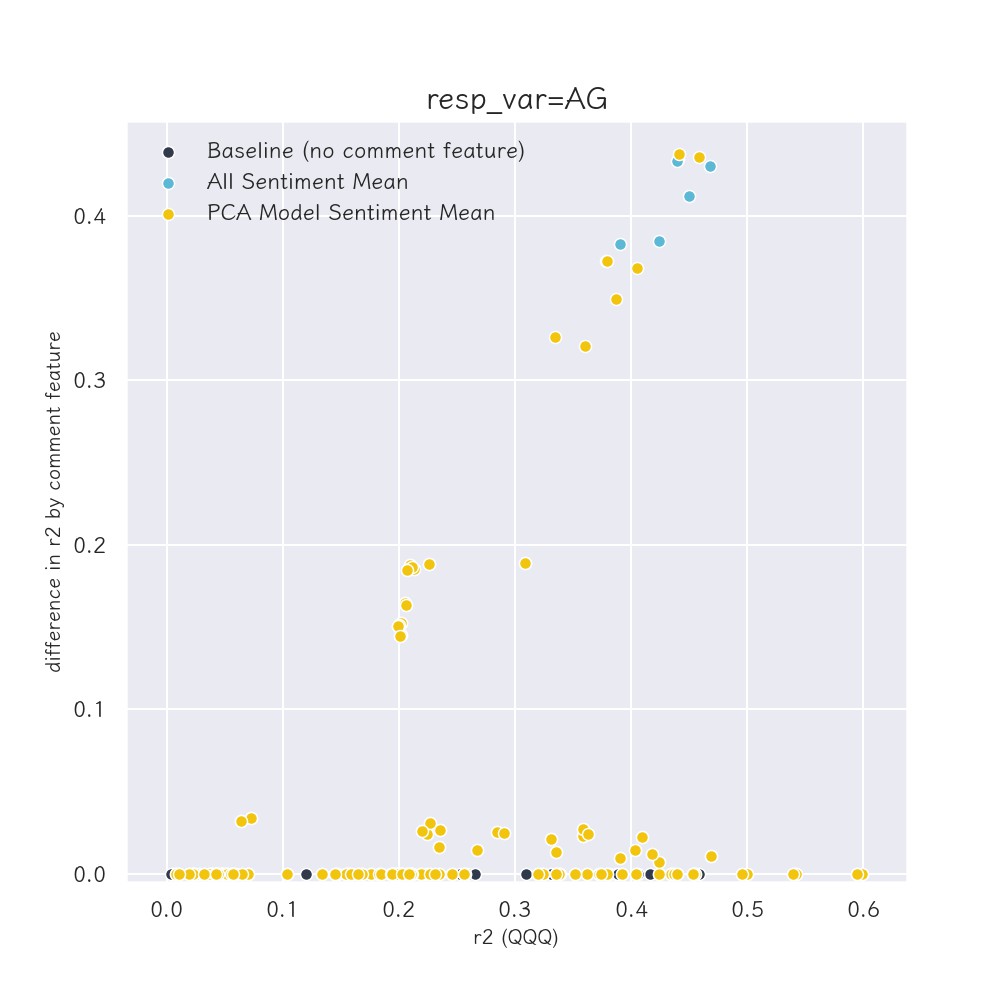 resp_var=AG
Baseline (no comment feature)
All Sentiment Mean
PCA Model Sentiment Mean
0.4
0.3
0.2
0.1
0.0
difference in r2 by comment feature
0.0 0.1 0.2 0.3 0.4 0.5 0.6
r2 (QQQ)